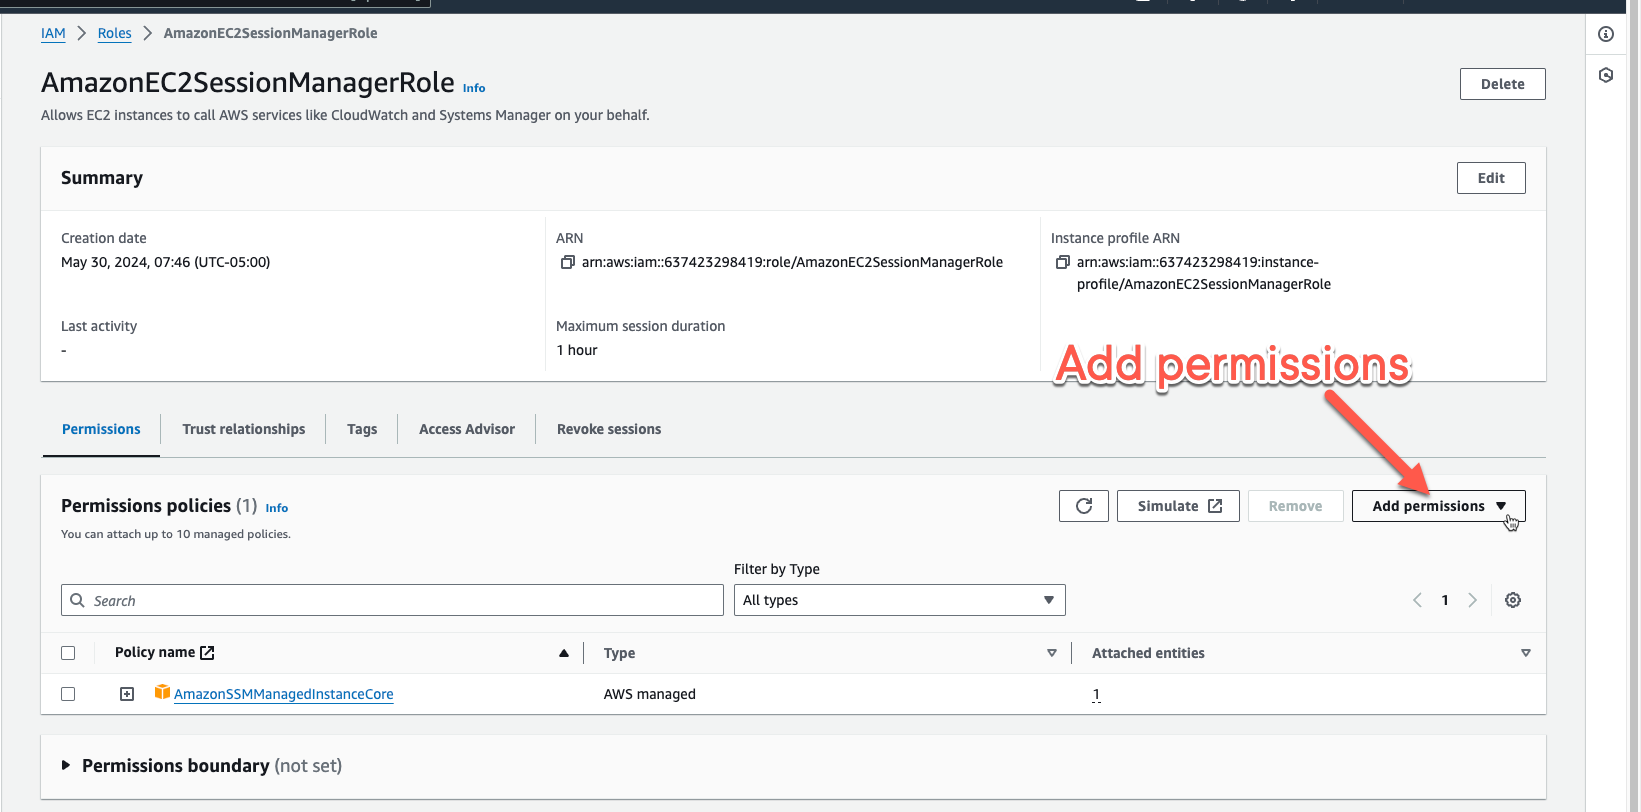 IAM > Roles > AmazonEC2SessionManagerRole
AmazonEC2SessionManagerRole Info
Delete
Allows EC2 instances to call AWS services like CloudWatch and Systems Manager on your behalf.
Summary
Edit
Creation date
May 30, 2024, 07:46 (UTC-05:00)
ARN
arn:aws:iam::637423298419:role/AmazonEC2SessionManagerRole
Instance profile ARN
arn:aws:iam::637423298419:instance-
profile/AmazonEC2SessionManagerRole
Last activity
-
Maximum session duration
1 hour
Add permissions
Permissions
Trust relationships
Tags
Access Advisor
Revoke sessions
Permissions policies (1) Info
You can attach up to 10 managed policies.
Simulate
Remove
Add permissions
Filter by Type
Search
All types
1
Policy name
Type
Attached entities
AmazonSSMManagedInstanceCore
AWS managed
1
Permissions boundary (not set)